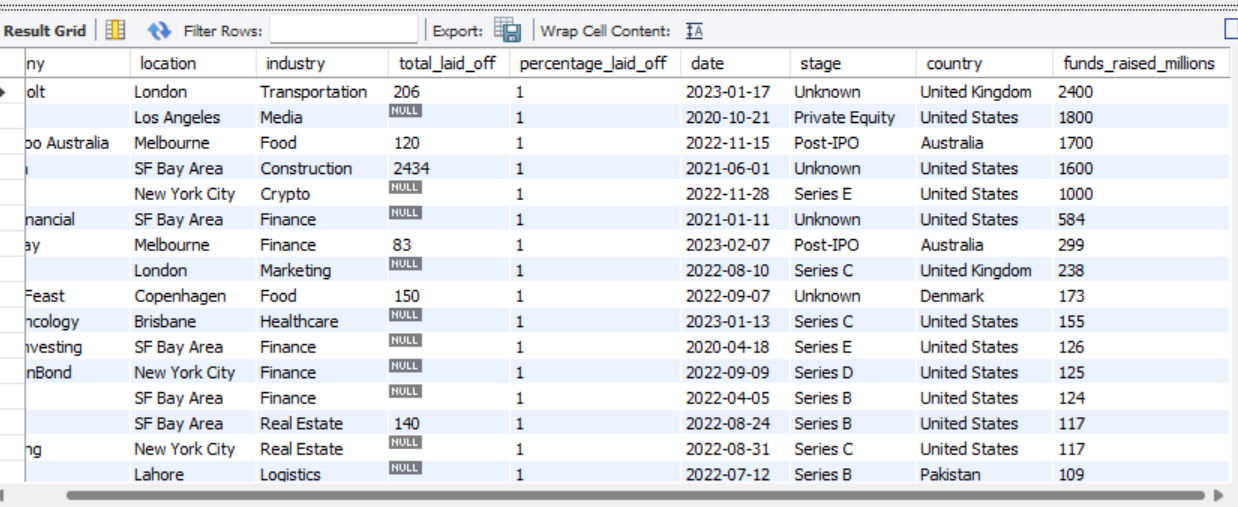 Result Grid Filter Rows: Export: Wrap Cell Content: IA
ny location industry total_laid_off percentage_laid_off date stage country funds_raised_millions
olt London Transportation 206 1 2023-01-17 Unknown United Kingdom 2400
Los Angeles Media NULL 1 2020-10-21 Private Equity United States 1800
oo Australia Melbourne Food 120 1 2022-11-15 Post-IPO Australia 1700
SF Bay Area Construction 2434 1 2021-06-01 Unknown United States 1600
New York City Crypto NULL 1 2022-11-28 Series E United States 1000
nancial SF Bay Area Finance NULL 1 2021-01-11 Unknown United States 584
ay Melbourne Finance 83 1 2023-02-07 Post-IPO Australia 299
London Marketing NULL 1 2022-08-10 Series C United Kingdom 238
Feast Copenhagen Food 150 1 2022-09-07 Unknown Denmark 173
ncology Brisbane Healthcare NULL 1 2023-01-13 Series C United States 155
nvesting SF Bay Area Finance NULL 1 2020-04-18 Series E United States 126
nBond New York City Finance NULL 1 2022-09-09 Series D United States 125
SF Bay Area Finance NULL 1 2022-04-05 Series B United States 124
SF Bay Area Real Estate 140 1 2022-08-24 Series B United States 117
ng New York City Real Estate NULL 1 2022-08-31 Series C United States 117
Lahore Logistics NULL 1 2022-07-12 Series B Pakistan 109